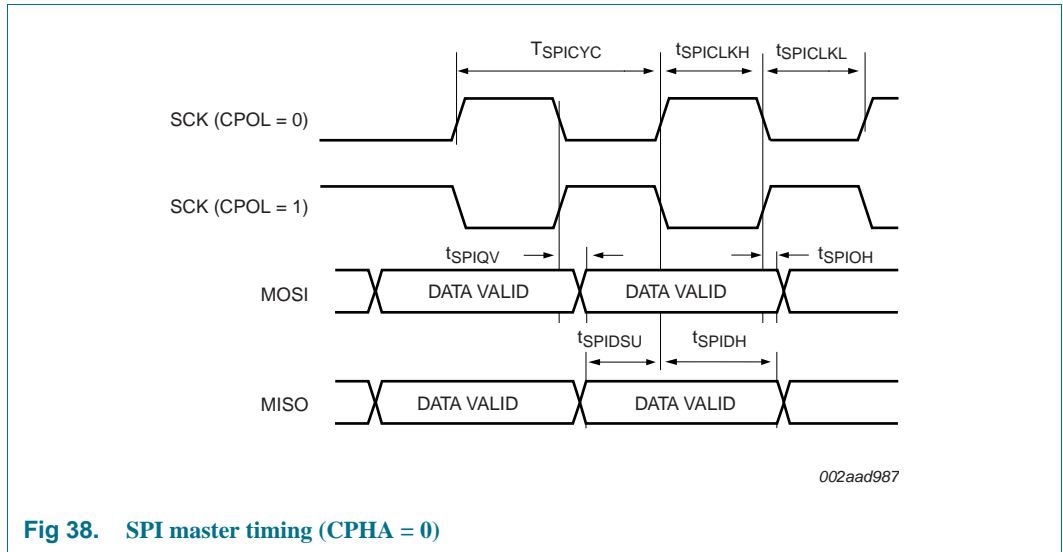 TSPICYC tSPICLKH tSPICLKL
SCK (CPOL = 0)
SCK (CPOL = 1)
tSPIQV tSPIOH
MOSI DATA VALID DATA VALID
tSPIDSU tSPIDH
MISO DATA VALID DATA VALID
002aad987
Fig 38. SPI master timing (CPHA = 0)